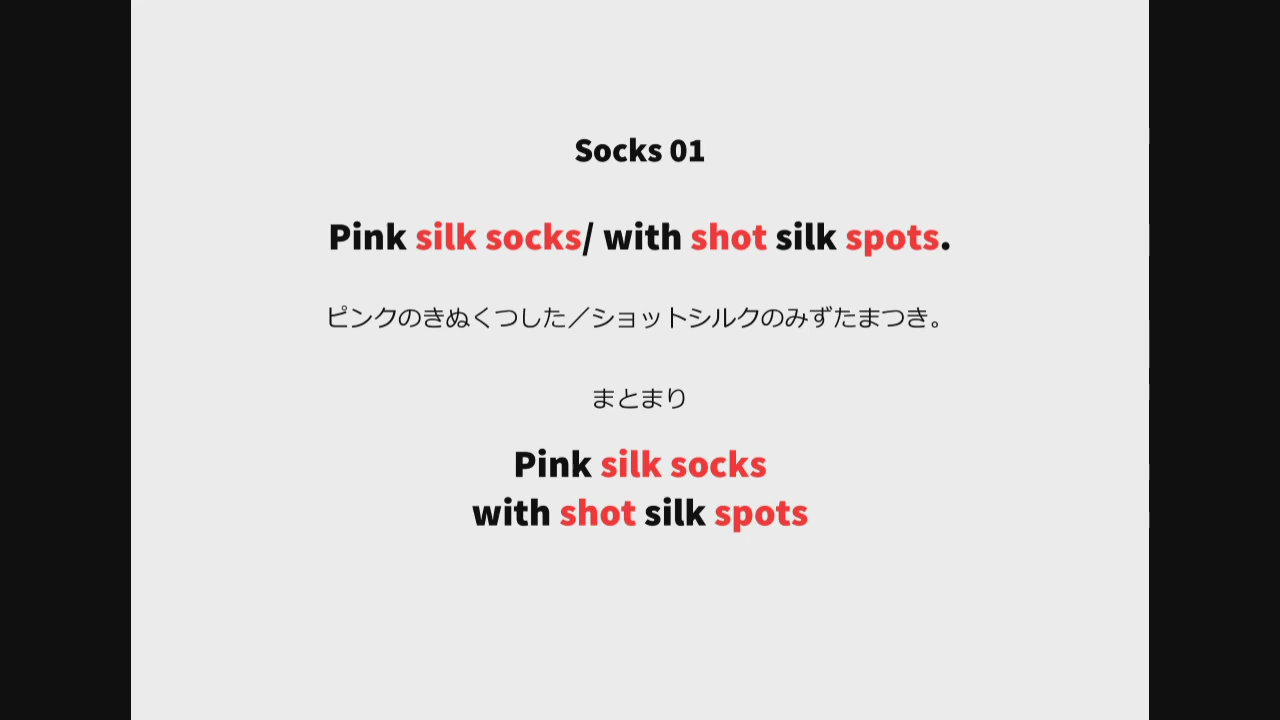 Socks 01
Pink silk socks/ with shot silk spots.
ピンクのきぬくつした／ショットシルクのみずたまつき。
まとまり
Pink silk socks
with shot silk spots